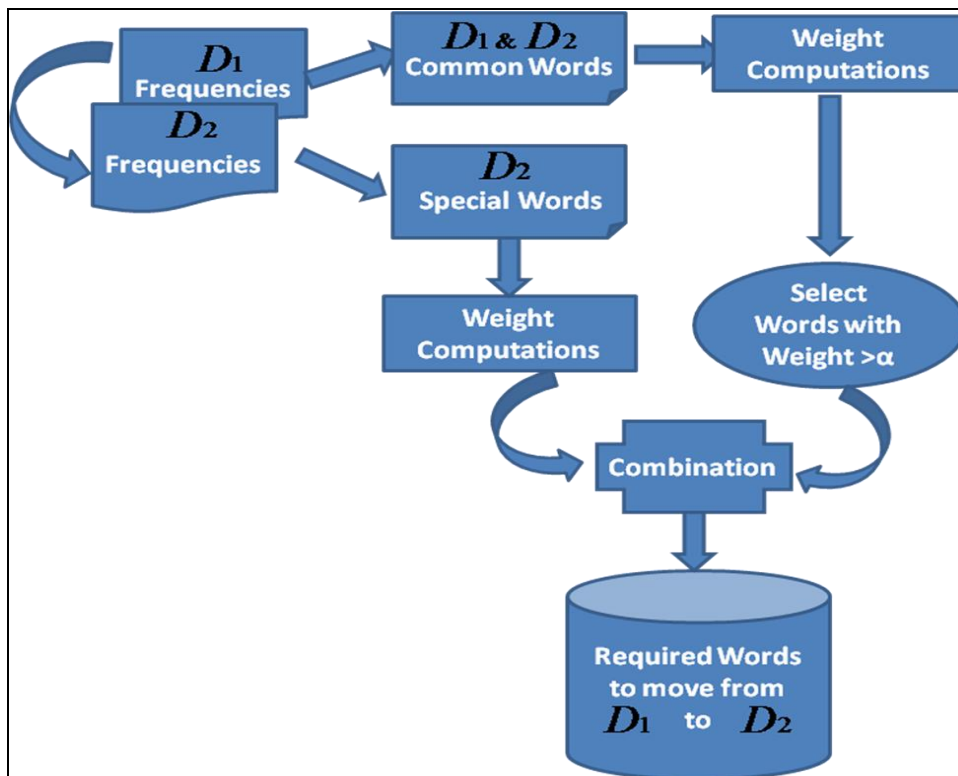 D1
Frequencies
D2
Frequencies
D1 & D2
Common Words
Weight
Computations
D2
Special Words
Weight
Computations
Select
Words with
Weight >α
Combination
Required Words
to move from
D1 to D2